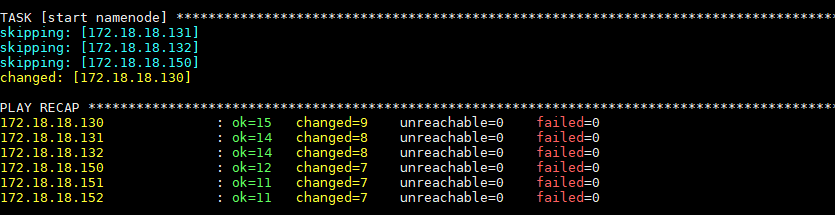 TASK [start namenode] ***********************************************************************************
skipping: [172.18.18.131]
skipping: [172.18.18.132]
skipping: [172.18.18.150]
changed: [172.18.18.130]
PLAY RECAP **********************************************************************************************
172.18.18.130 : ok=15 changed=9 unreachable=0 failed=0
172.18.18.131 : ok=14 changed=8 unreachable=0 failed=0
172.18.18.132 : ok=14 changed=8 unreachable=0 failed=0
172.18.18.150 : ok=12 changed=7 unreachable=0 failed=0
172.18.18.151 : ok=11 changed=7 unreachable=0 failed=0
172.18.18.152 : ok=11 changed=7 unreachable=0 failed=0